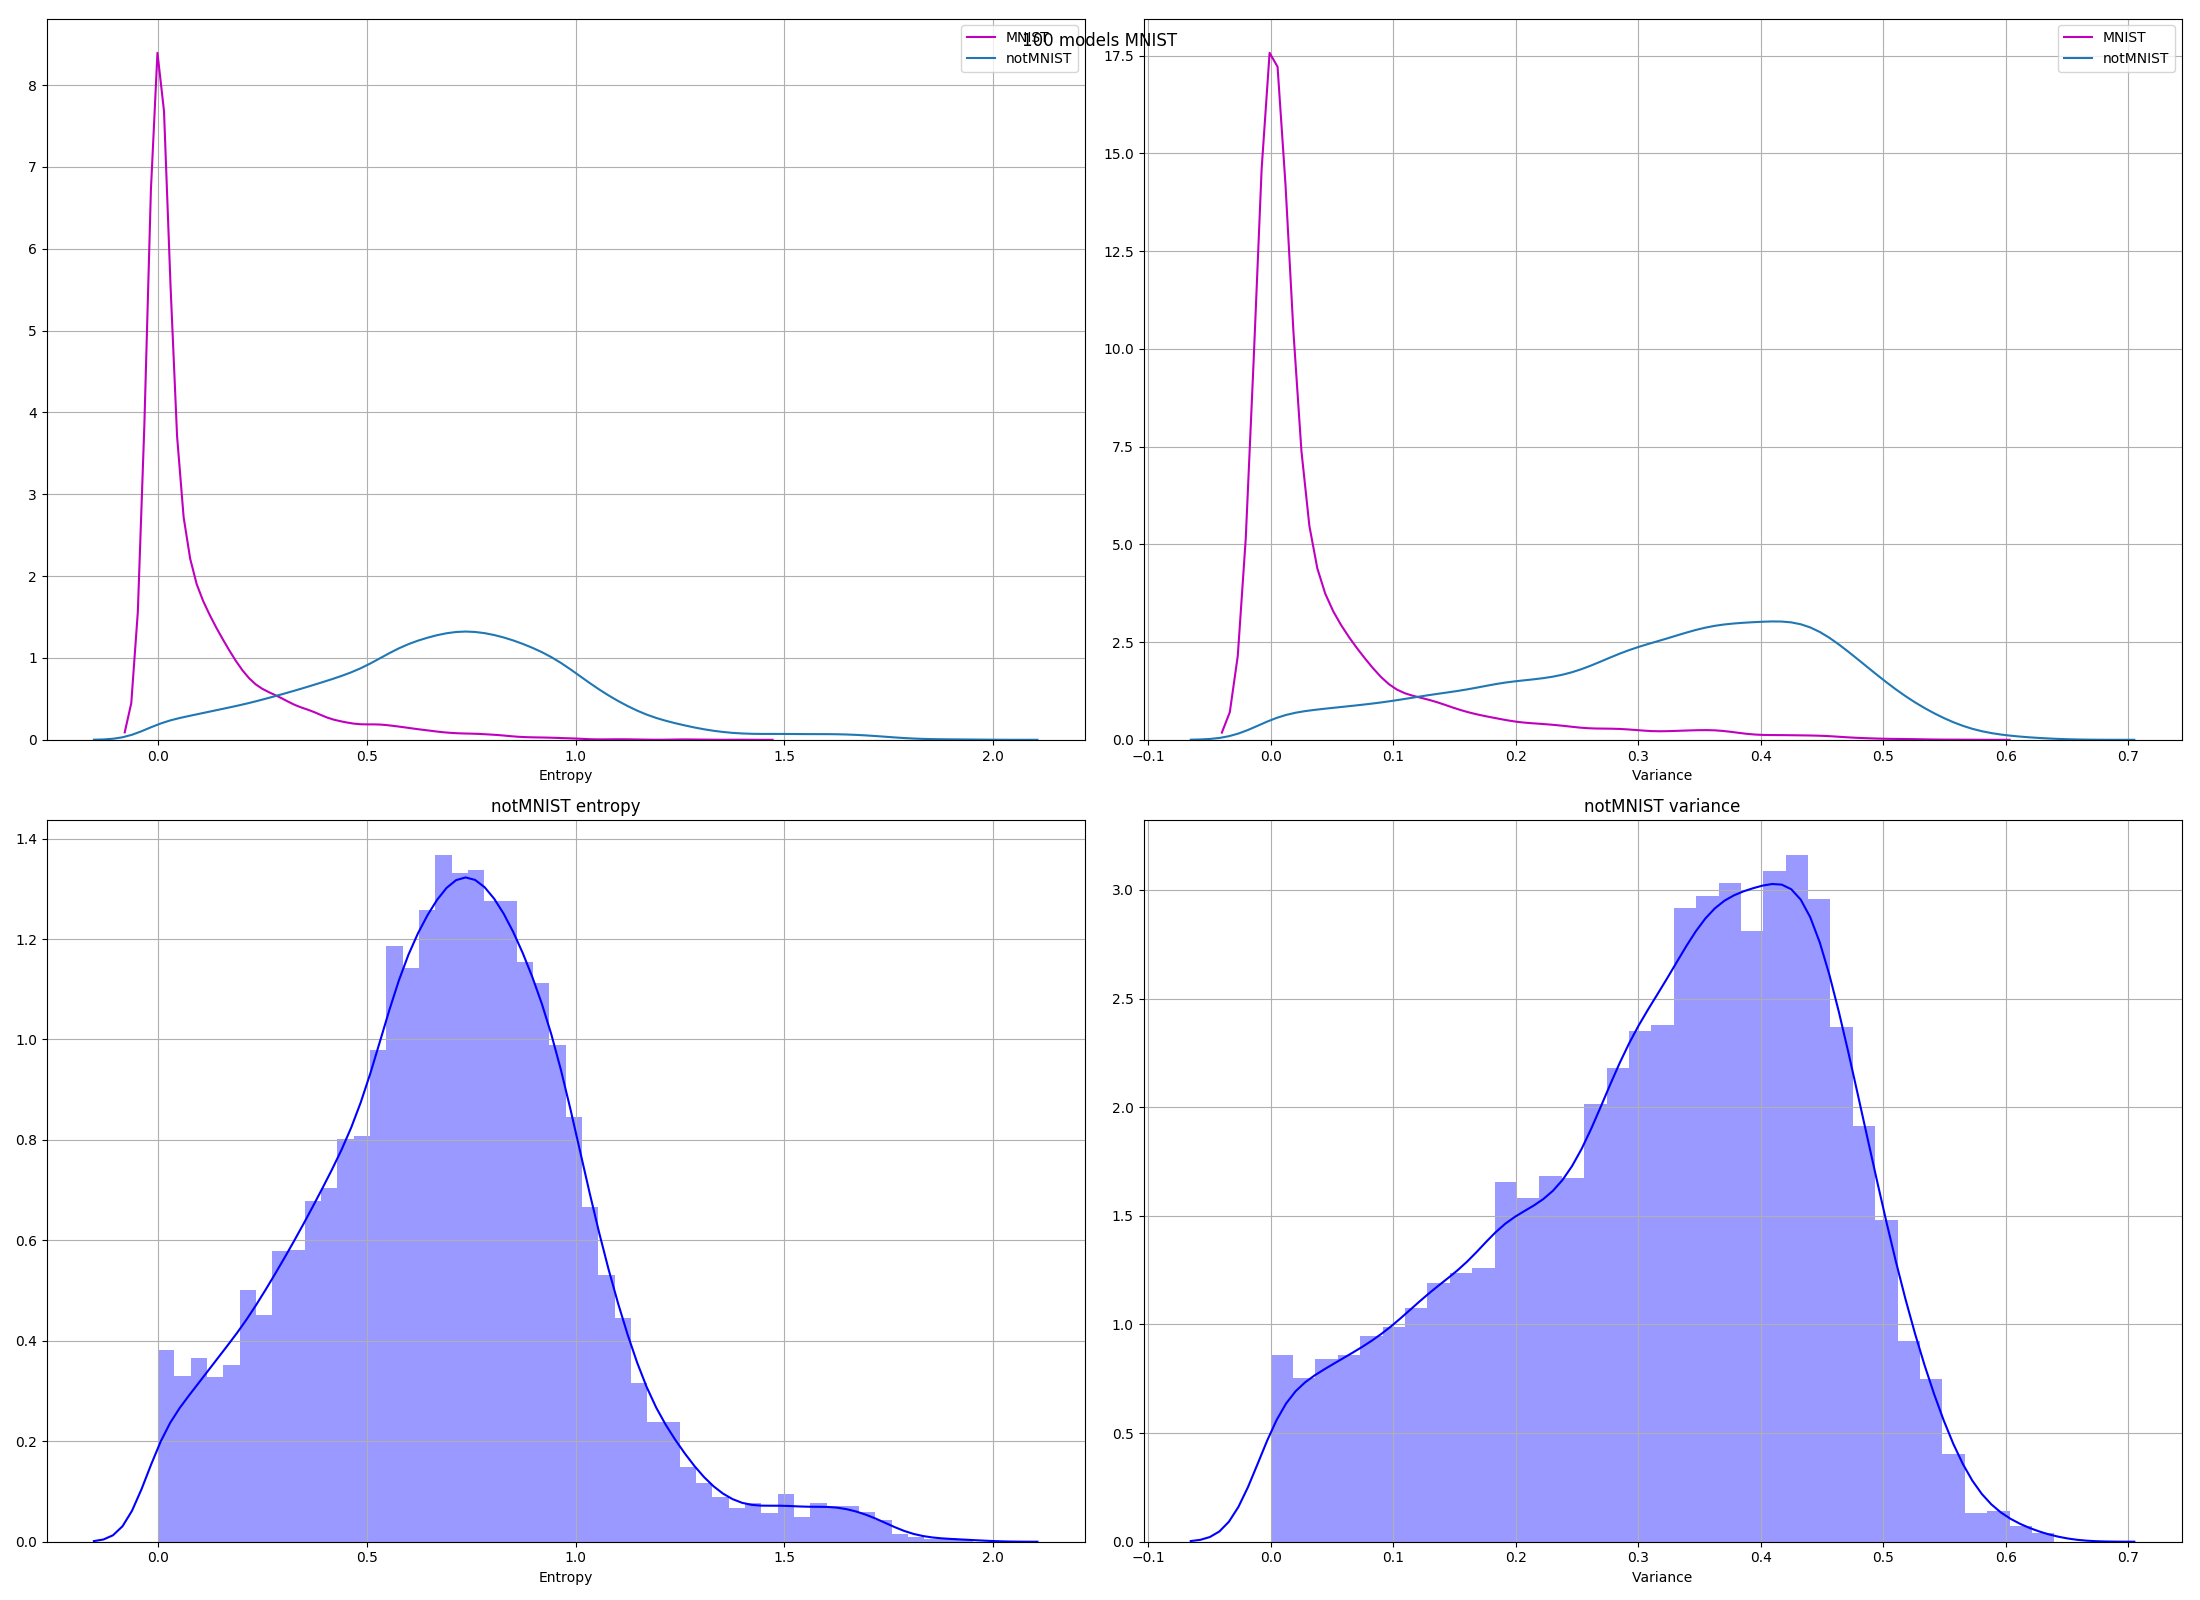 100 models MNIST
MNIST
notMNIST
8
7
6
5
4
3
2
1
0
0.0 0.5 1.0 1.5 2.0
Entropy
MNIST
notMNIST
17.5
15.0
12.5
10.0
7.5
5.0
2.5
0.0
−0.1 0.0 0.1 0.2 0.3 0.4 0.5 0.6 0.7
Variance
notMNIST entropy
1.4
1.2
1.0
0.8
0.6
0.4
0.2
0.0
0.0 0.5 1.0 1.5 2.0
Entropy
notMNIST variance
3.0
2.5
2.0
1.5
1.0
0.5
0.0
−0.1 0.0 0.1 0.2 0.3 0.4 0.5 0.6 0.7
Variance